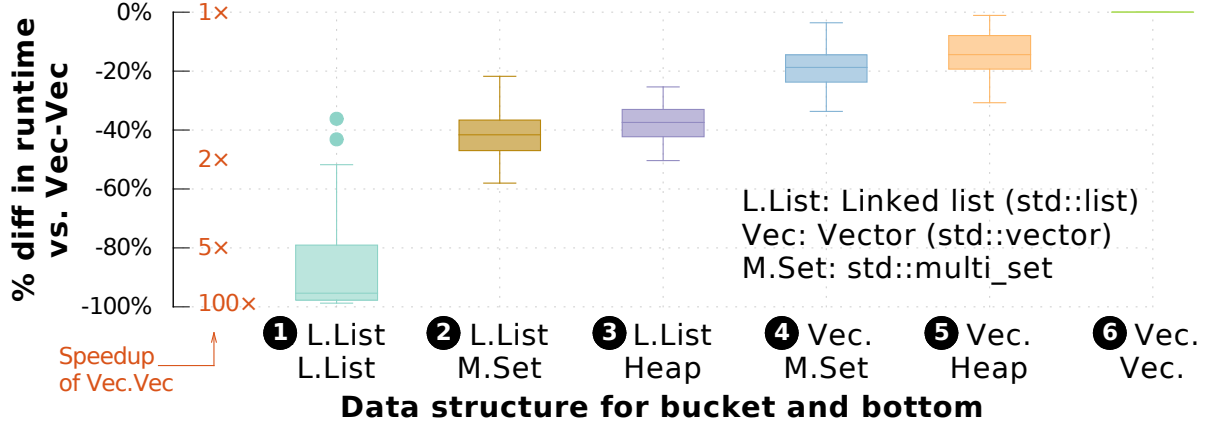 % diff in runtime
vs. Vec-Vec
0%
-20%
-40%
-60%
-80%
-100%
1×
2×
5×
100×
Speedup
of Vec.Vec
L.List: Linked list (std::list)
Vec: Vector (std::vector)
M.Set: std::multi_set
1 L.List
L.List
2 L.List
M.Set
3 L.List
Heap
4 Vec.
M.Set
5 Vec.
Heap
6 Vec.
Vec.
Data structure for bucket and bottom